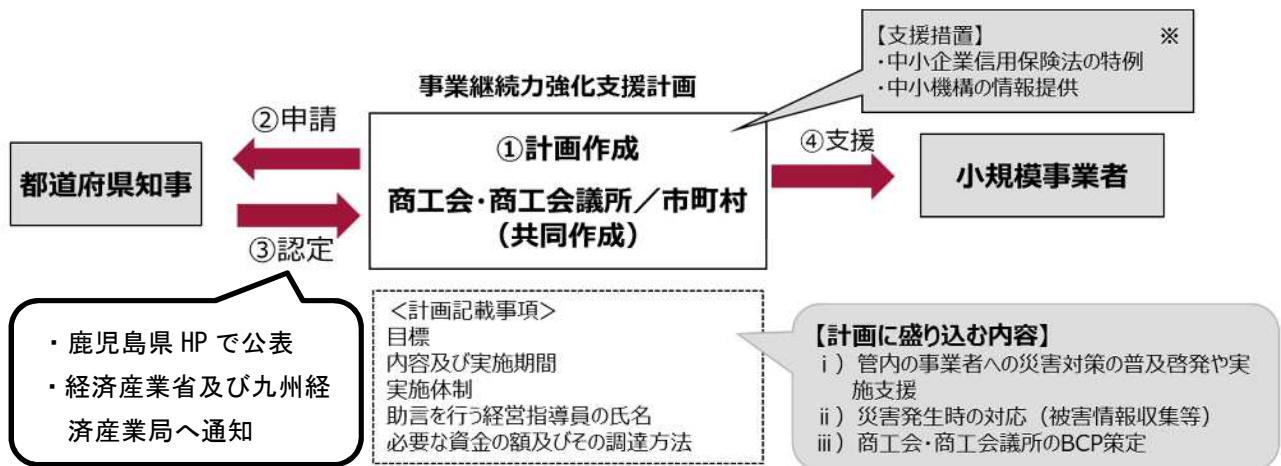 【支援措置】 ※
・中小企業信用保険法の特例
・中小機構の情報提供
事業継続力強化支援計画
②申請
①計画作成
④支援
都道府県知事
商工会・商工会議所／市町村
（共同作成）
小規模事業者
③認定
・鹿児島県 HP で公表
・経済産業省及び九州経
済産業局へ通知
＜計画記載事項＞
目標
内容及び実施期間
実施体制
助言を行う経営指導員の氏名
必要な資金の額及びその調達方法
【計画に盛り込む内容】
ⅰ）管内の事業者への災害対策の普及啓発や実
施支援
ⅱ）災害発生時の対応（被害情報収集等）
ⅲ）商工会・商工会議所のBCP策定